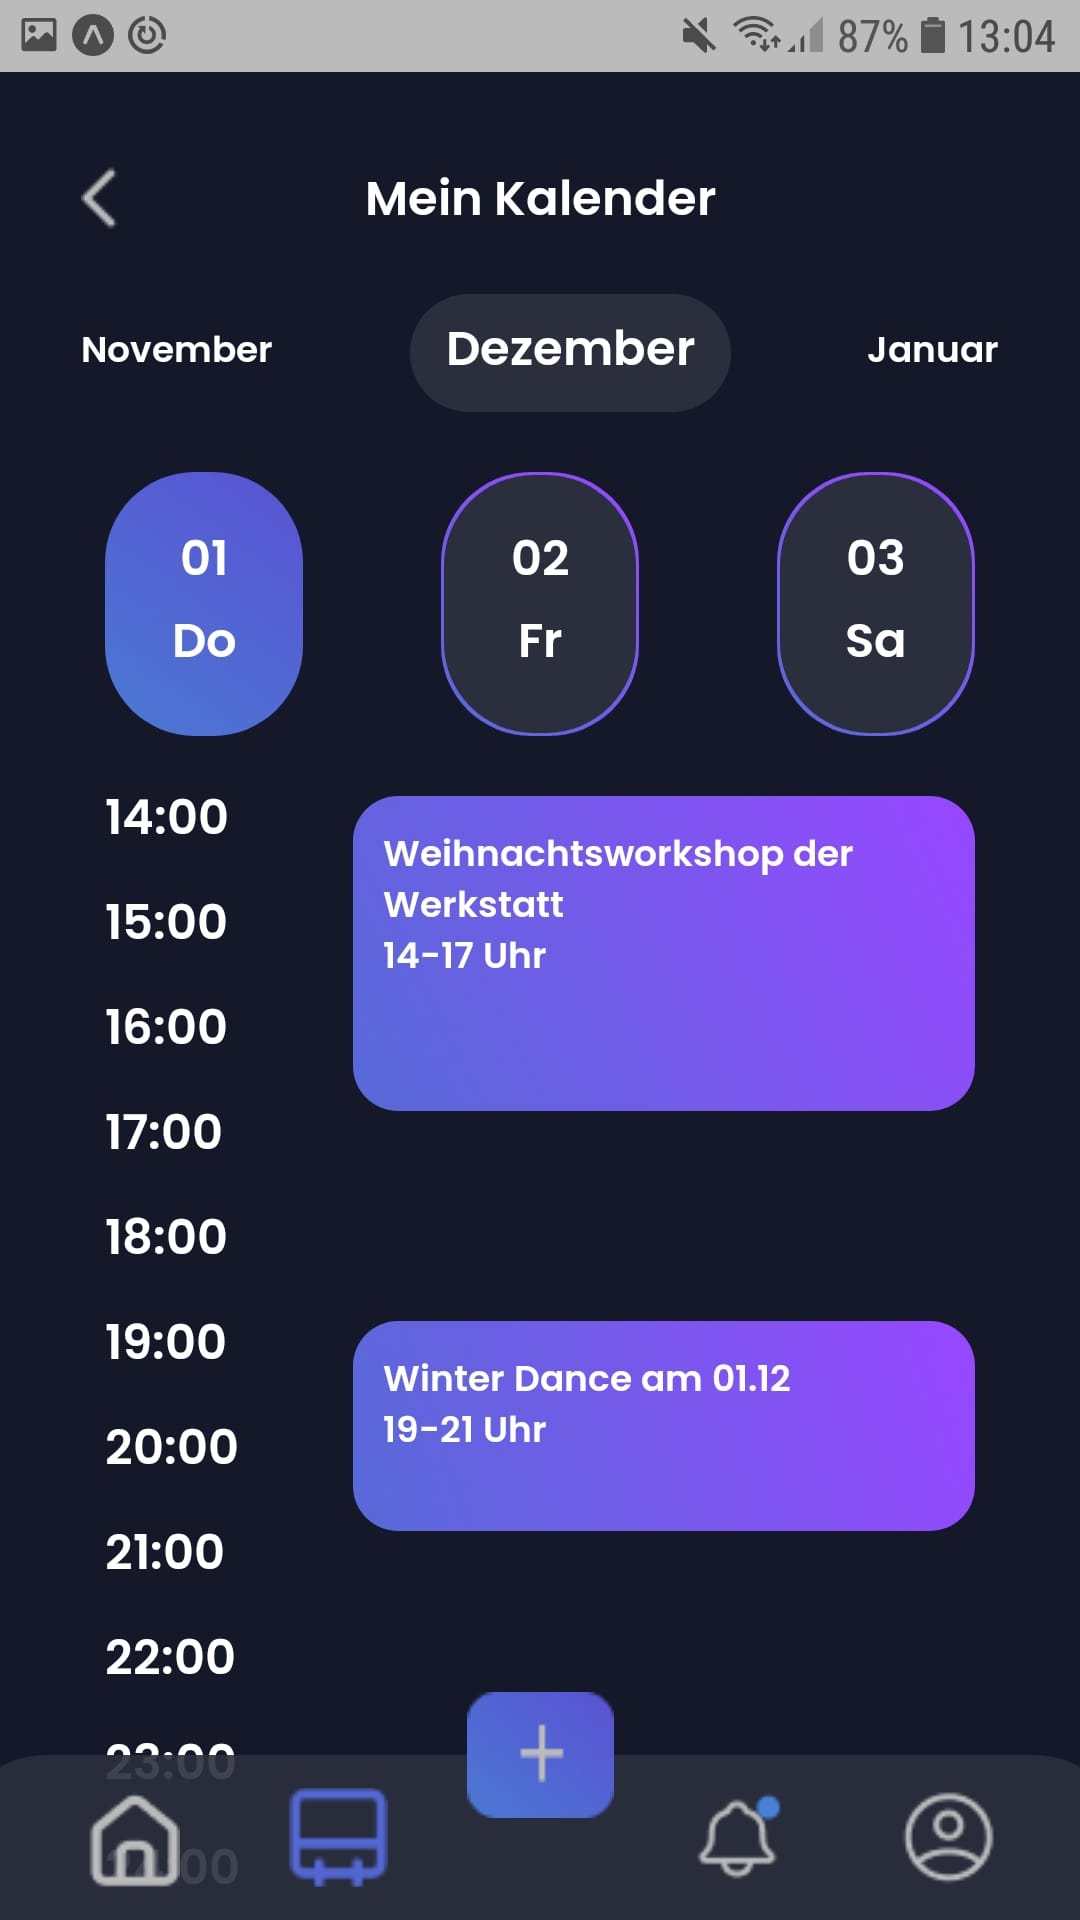 87% 13:04
Mein Kalender
November Dezember Januar
01 02 03
Do Fr Sa
14:00
Weihnachtsworkshop der
Werkstatt
14-17 Uhr
15:00
16:00
17:00
18:00
19:00
Winter Dance am 01.12
19-21 Uhr
20:00
21:00
22:00
23:00
24:00